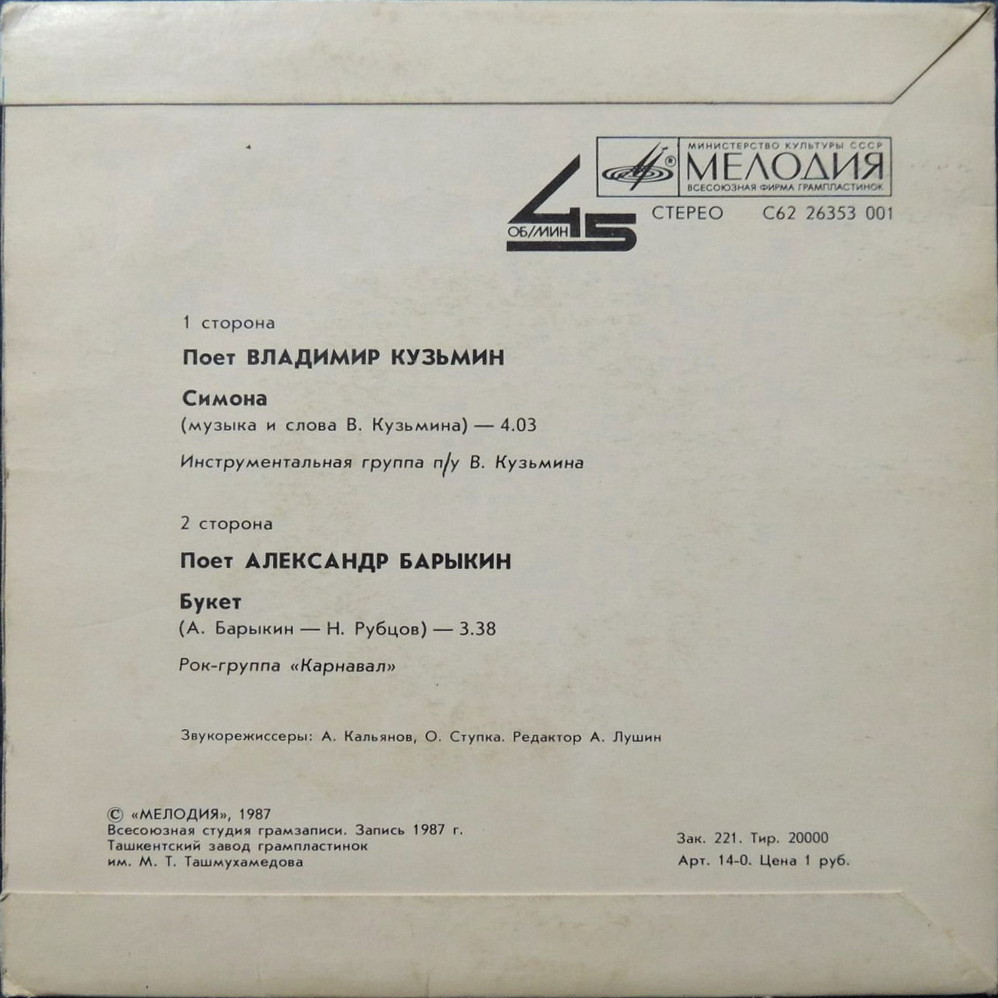 МИНИСТЕРСТВО КУЛЬТУРЫ СССР
МЕЛОДИЯ
ВСЕСОЮЗНАЯ ФИРМА ГРАМПЛАСТИНОК
®
45
ОБ/МИН
СТЕРЕО С62 26353 001
1 сторона
Поет ВЛАДИМИР КУЗЬМИН
Симона
(музыка и слова В. Кузьмина) — 4.03
Инструментальная группа п/у В. Кузьмина
2 сторона
Поет АЛЕКСАНДР БАРЫКИН
Букет
(А. Барыкин — Н. Рубцов) — 3.38
Рок-группа «Карнавал»
Звукорежиссеры: А. Кальянов, О. Ступка. Редактор А. Лушин
© «МЕЛОДИЯ», 1987
Всесоюзная студия грамзаписи. Запись 1987 г.
Ташкентский завод грампластинок
им. М. Т. Ташмухамедова
Зак. 221. Тир. 20000
Арт. 14-0. Цена 1 руб.